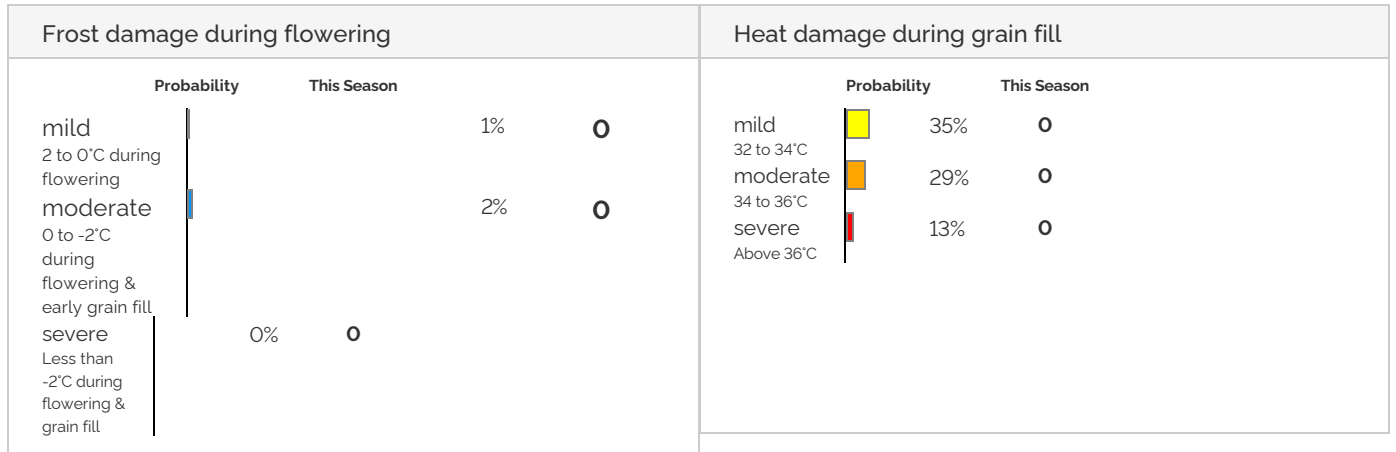 Frost damage during flowering
Probability This Season
mild 1% 0
2 to 0°C during
flowering
moderate 2% 0
0 to -2°C
during
flowering &
early grain fill
severe 0% 0
Less than
-2°C during
flowering &
grain fill
Heat damage during grain fill
Probability This Season
mild 35% 0
32 to 34°C
moderate 29% 0
34 to 36°C
severe 13% 0
Above 36°C